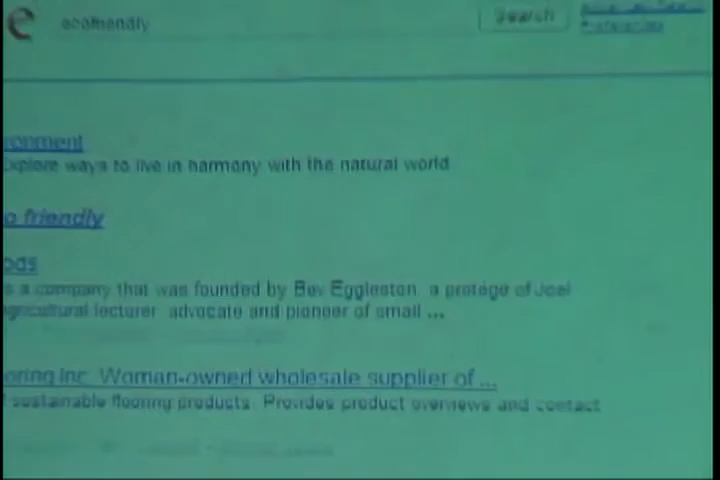 e ecofriendly Search
Preferences
ronment
Explore ways to live in harmony with the natural world
o friendly
ods
s a company that was founded by Bev Eggleston, a protege of Joel
gricultural lecturer, advocate and pioneer of small ...
oring Inc. Woman-owned wholesale supplier of ...
f sustainable flooring products. Provides product overviews and contact